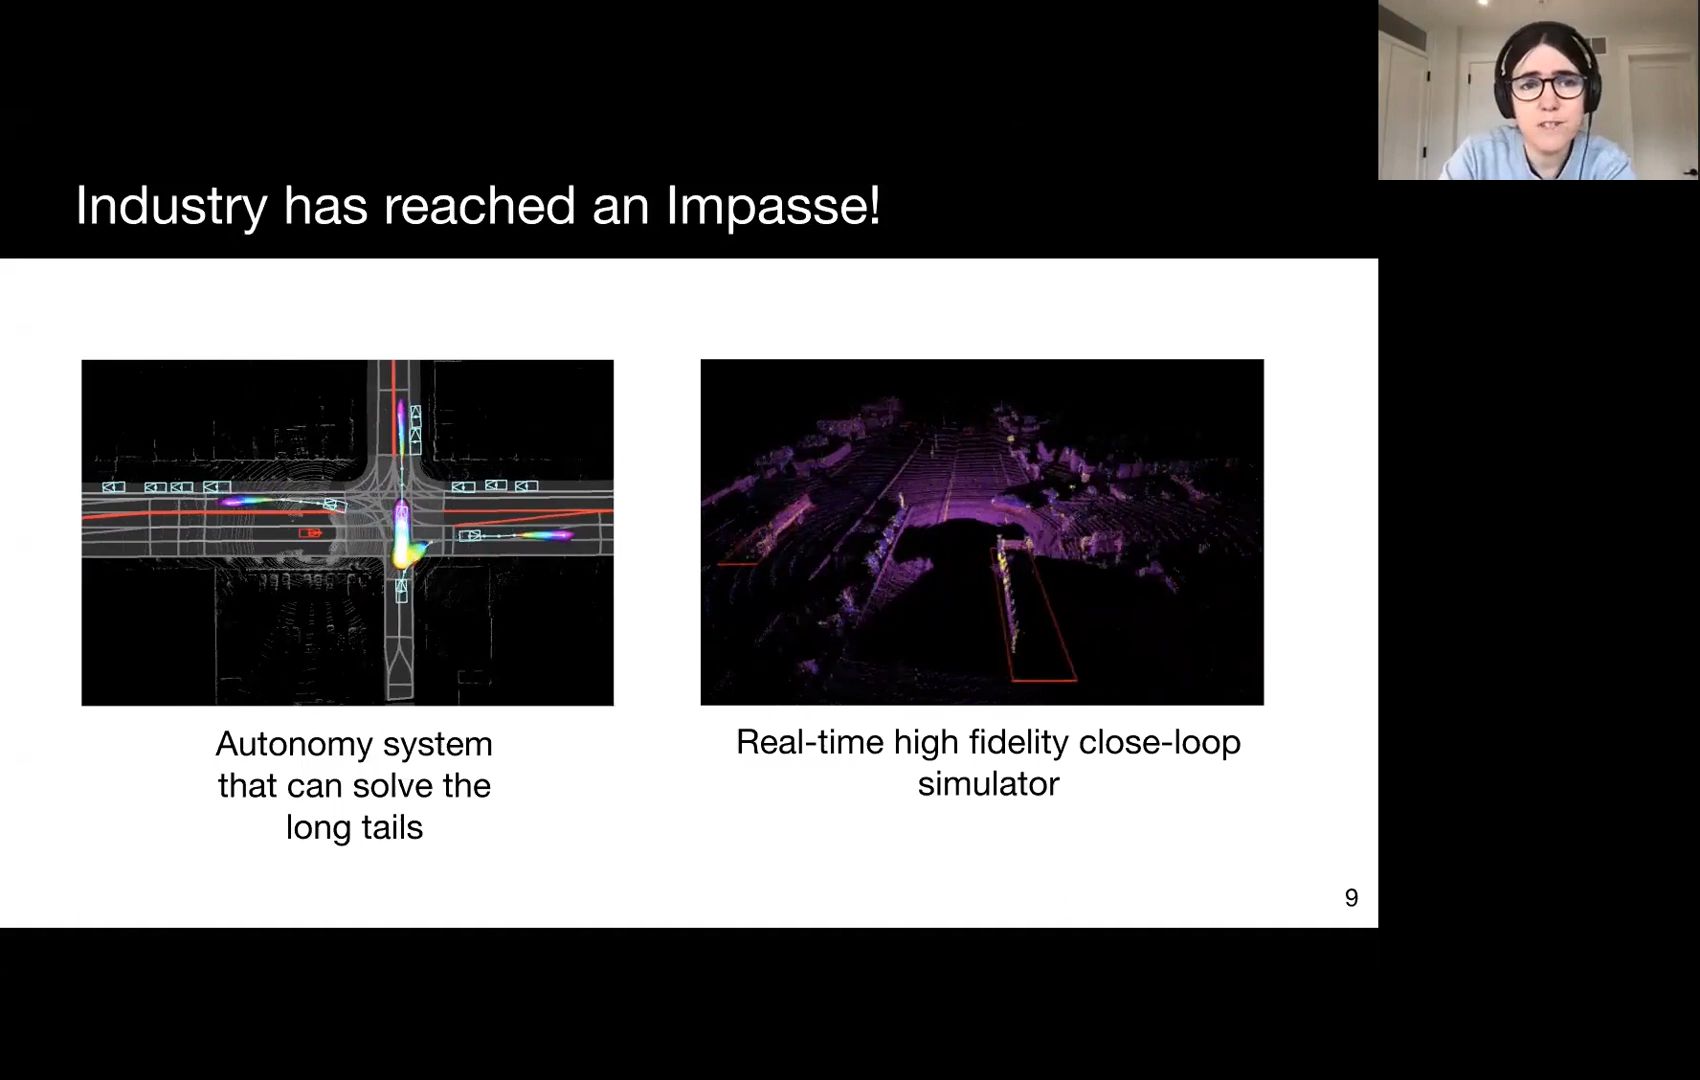 Industry has reached an Impasse!
Autonomy system
that can solve the
long tails
Real-time high fidelity close-loop
simulator
9